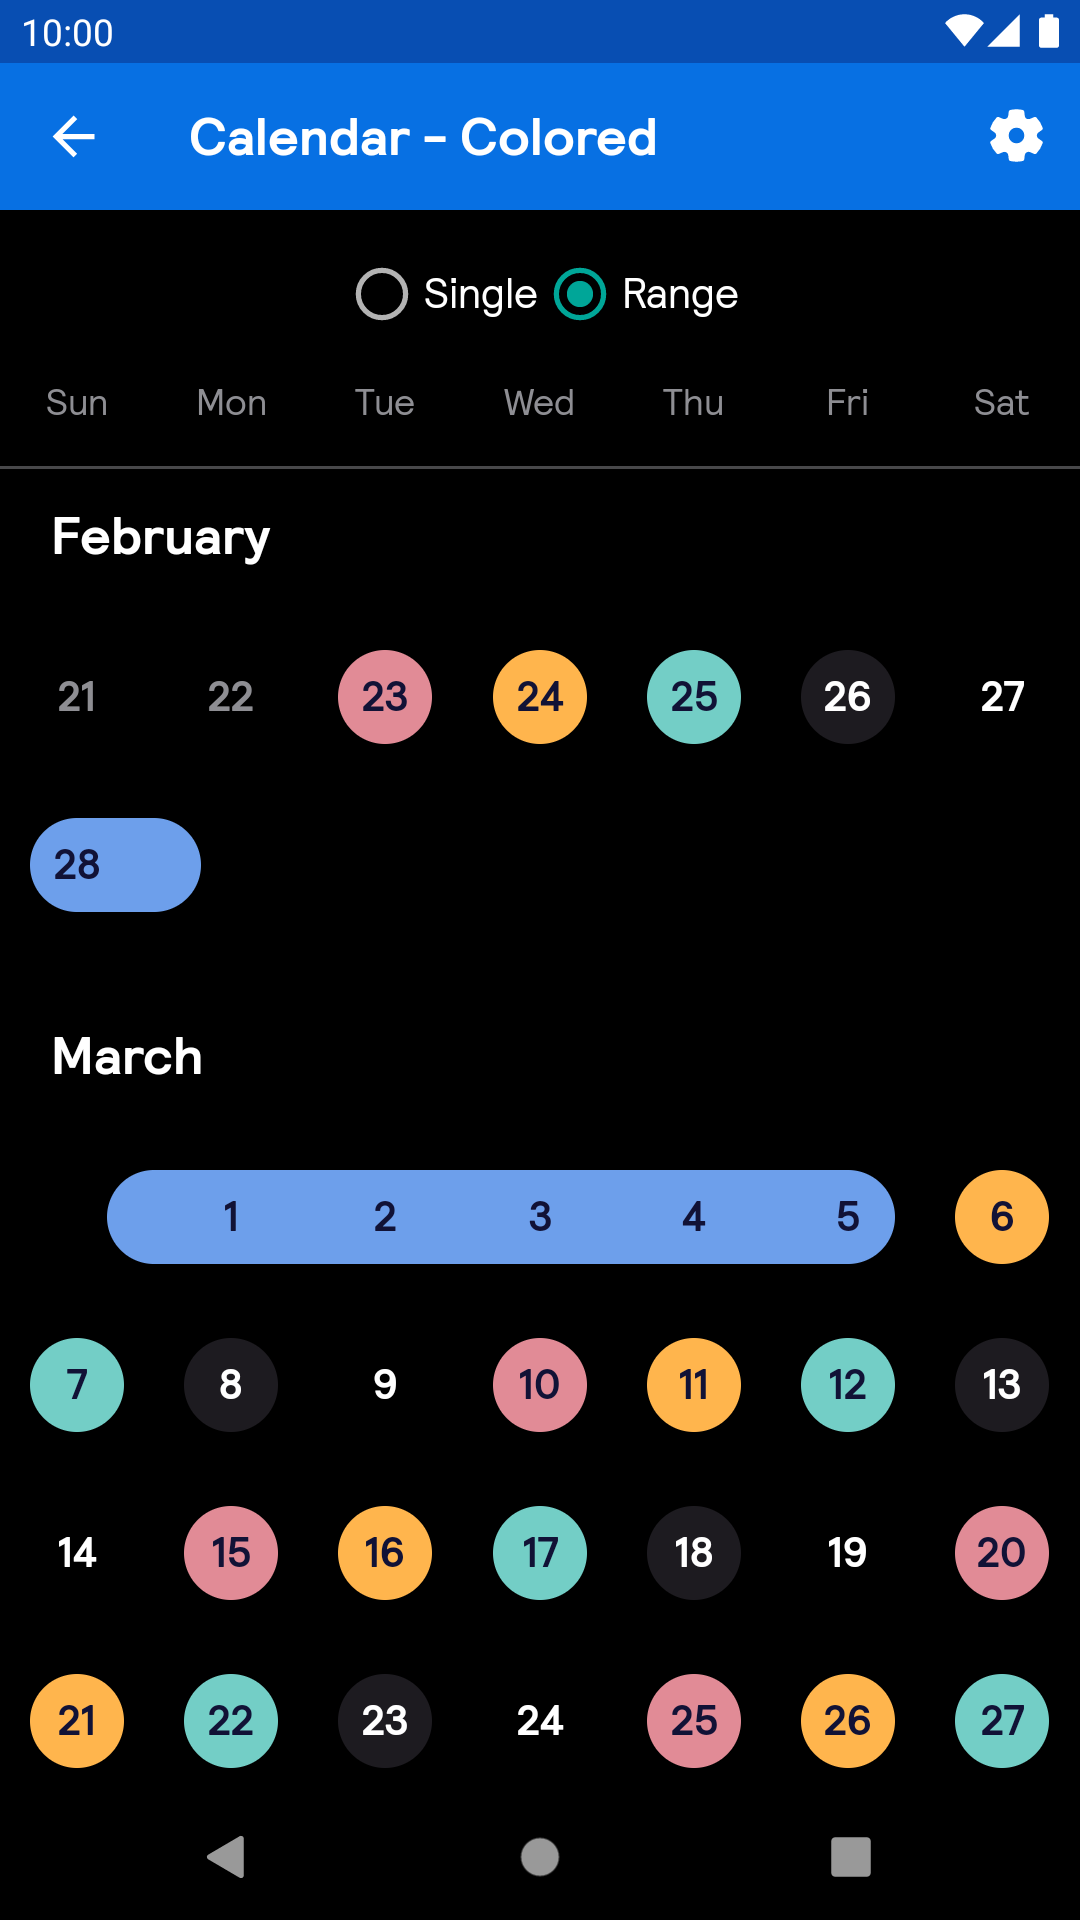 10:00
Calendar - Colored
Single Range
Sun Mon Tue Wed Thu Fri Sat
February
21 22 23 24 25 26 27
28
March
1 2 3 4 5 6
7 8 9 10 11 12 13
14 15 16 17 18 19 20
21 22 23 24 25 26 27